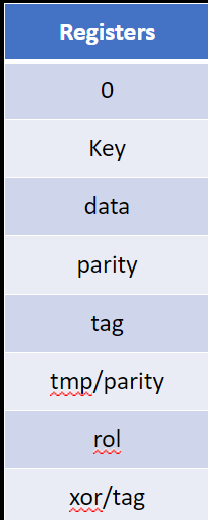 Registers
0
Key
data
parity
tag
tmp/parity
rol
xor/tag